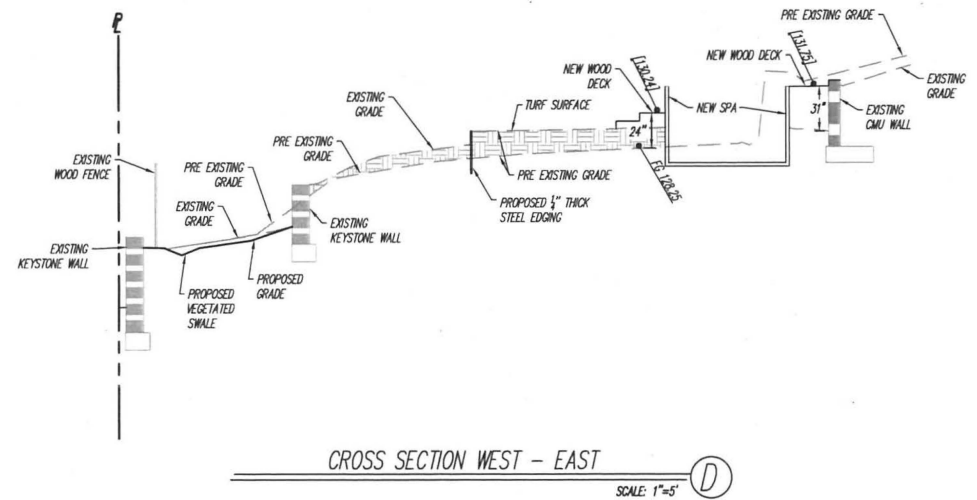 PL
PRE EXISTING GRADE
[131.75]
NEW WOOD DECK
[130.24]
NEW WOOD
DECK
EXISTING
GRADE
EXISTING
GRADE
TURF SURFACE
NEW SPA
31"
EXISTING
CMU WALL
24"
PRE EXISTING
GRADE
EXISTING
WOOD FENCE
PRE EXISTING
GRADE
PRE EXISTING GRADE
FG 128.25
PROPOSED ¼" THICK
STEEL EDGING
EXISTING
GRADE
EXISTING
KEYSTONE WALL
EXISTING
KEYSTONE WALL
PROPOSED
GRADE
PROPOSED
VEGETATED
SWALE
CROSS SECTION WEST - EAST
D
SCALE: 1"=5'